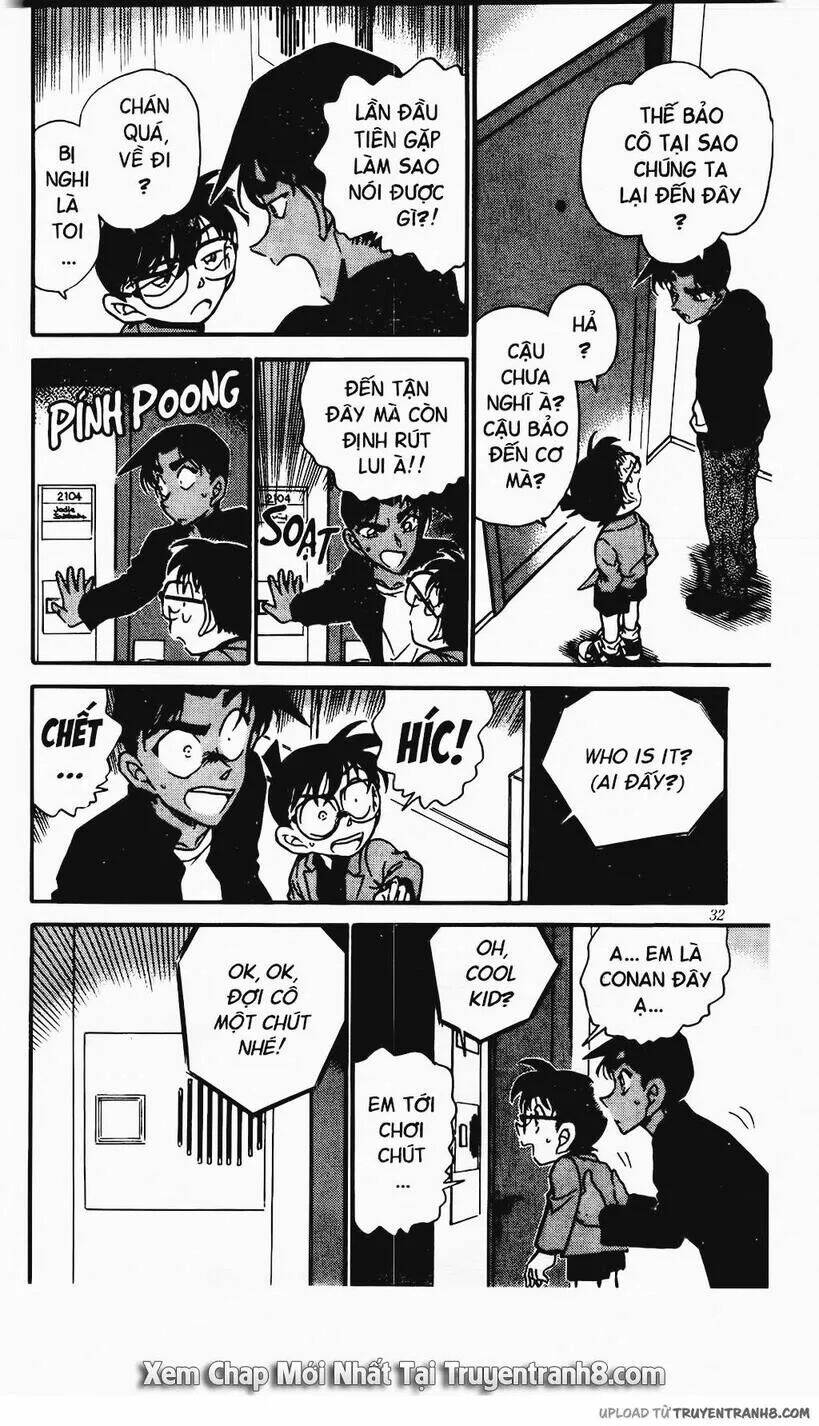 THẾ BẢO
CÔ TẠI SAO
CHÚNG TA
LẠI ĐẾN ĐÂY
?
HẢ
?
CẬU
CHƯA
NGHĨ À?
CẬU BẢO
ĐẾN CƠ
MÀ?
LẦN ĐẦU
TIÊN GẶP
LÀM SAO
NÓI ĐƯỢC
GÌ?!
CHÁN
QUÁ,
VỀ ĐI
?
BỊ
NGHI
LÀ
TOI
...
ĐẾN TẬN
ĐÂY MÀ CÒN
ĐỊNH RÚT
LUI À!!
2104
SOẠT
PÍNH POONG
2104
WHO IS IT?
(AI ĐẤY?)
HÍC!
CHẾT
...
32
A... EM LÀ
CONAN ĐÂY
Ạ...
OH,
COOL
KID?
EM TỚI
CHƠI
CHÚT
...
OK, OK,
ĐỢI CÔ
MỘT CHÚT
NHÉ!
Xem Chap Mới Nhất Tại Truyentranh8.com
UPLOAD TỪ TRUYENTRANH8.COM